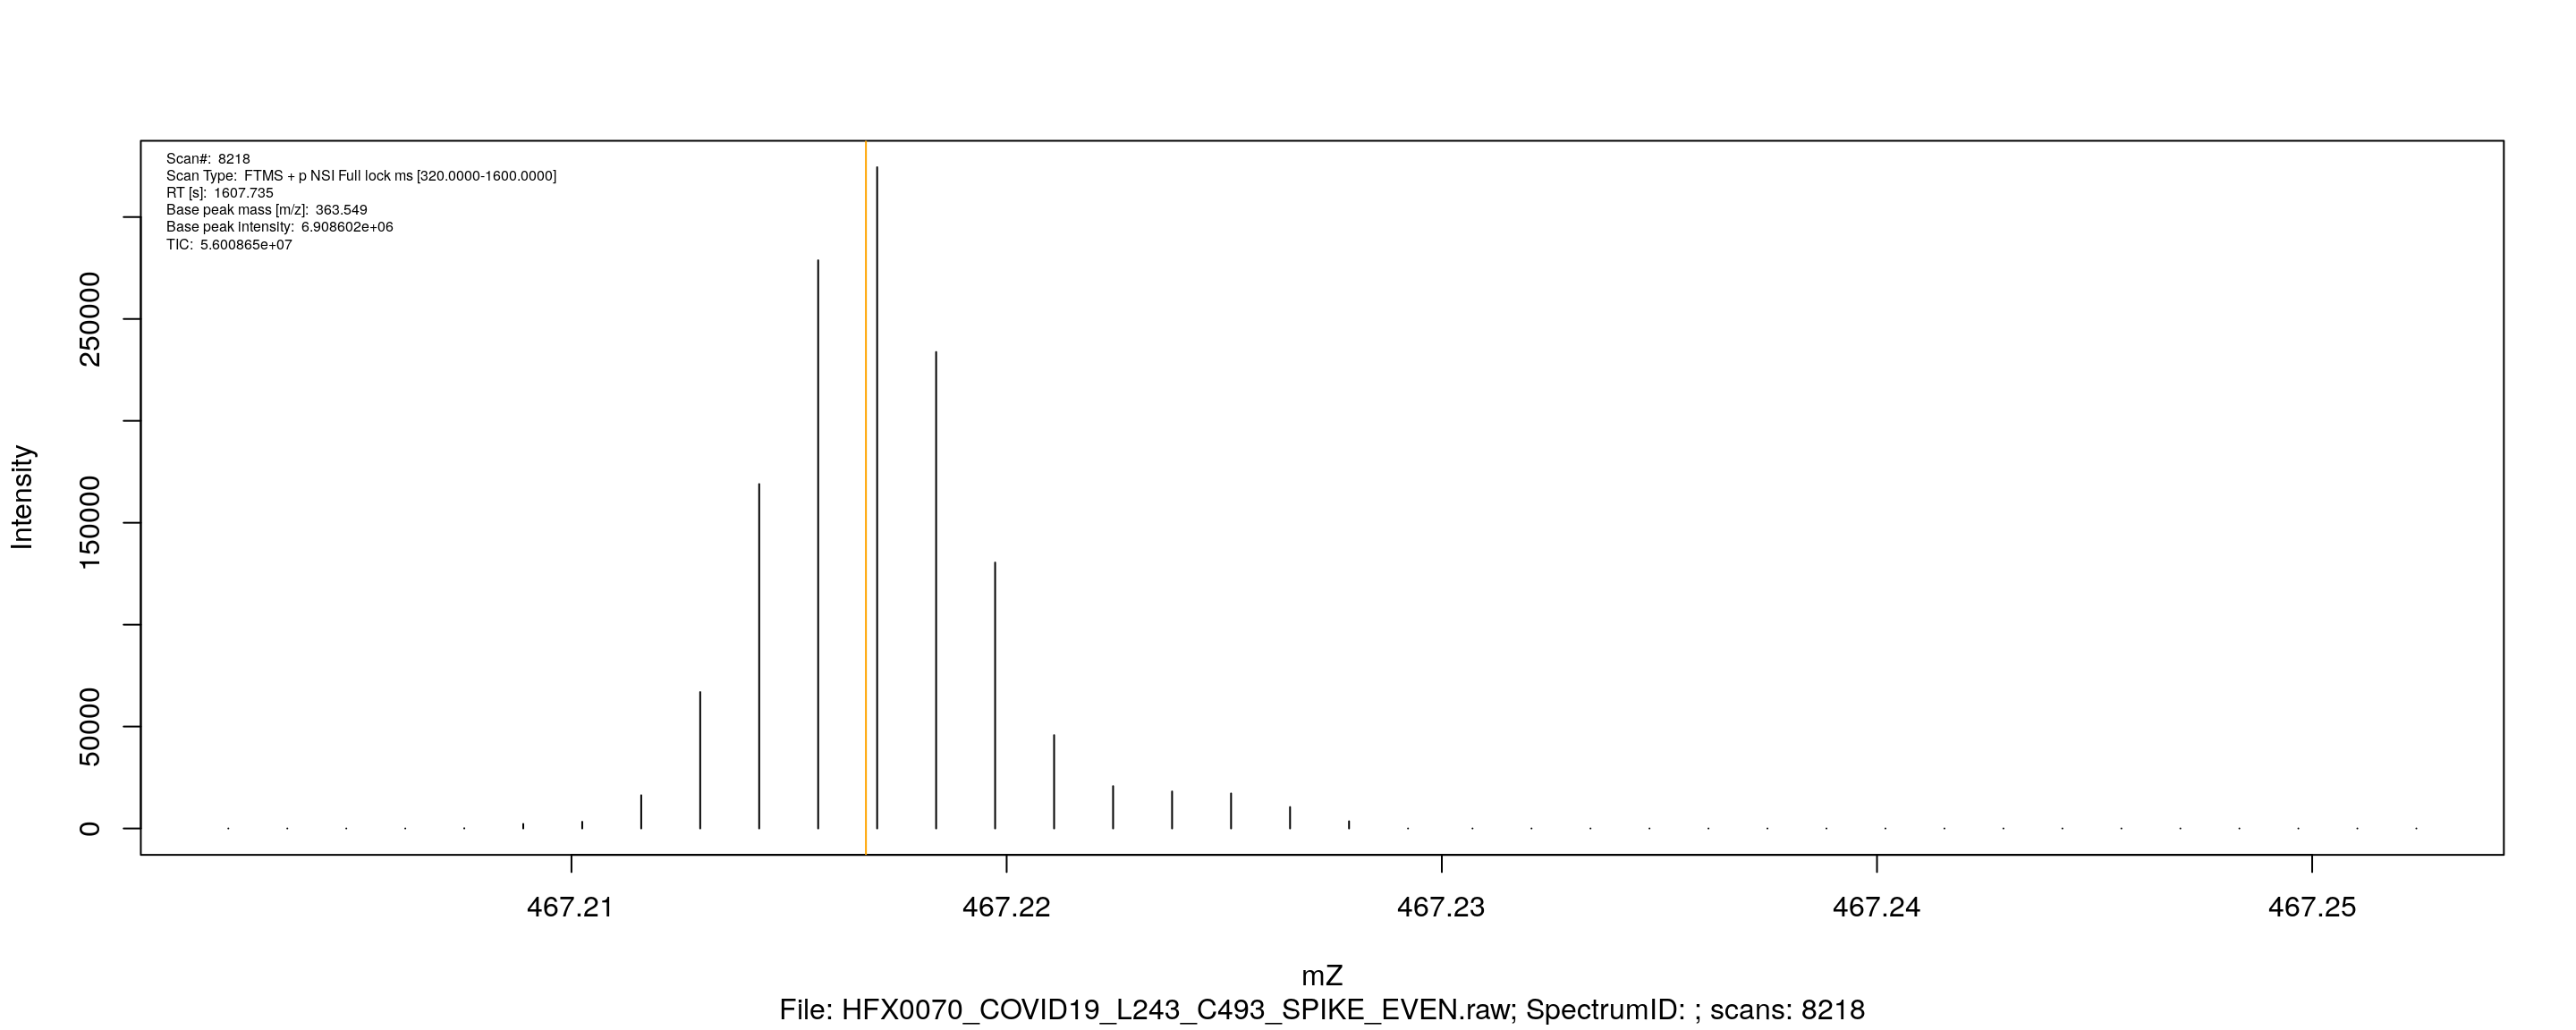 Scan#: 8218
Scan Type: FTMS + p NSI Full lock ms [320.0000-1600.0000]
RT [s]: 1607.735
Base peak mass [m/z]: 363.549
Base peak intensity: 6.908602e+06
TIC: 5.600865e+07
Intensity
250000
150000
50000
0
467.21 467.22 467.23 467.24 467.25
mZ
File: HFX0070_COVID19_L243_C493_SPIKE_EVEN.raw; SpectrumID: ; scans: 8218